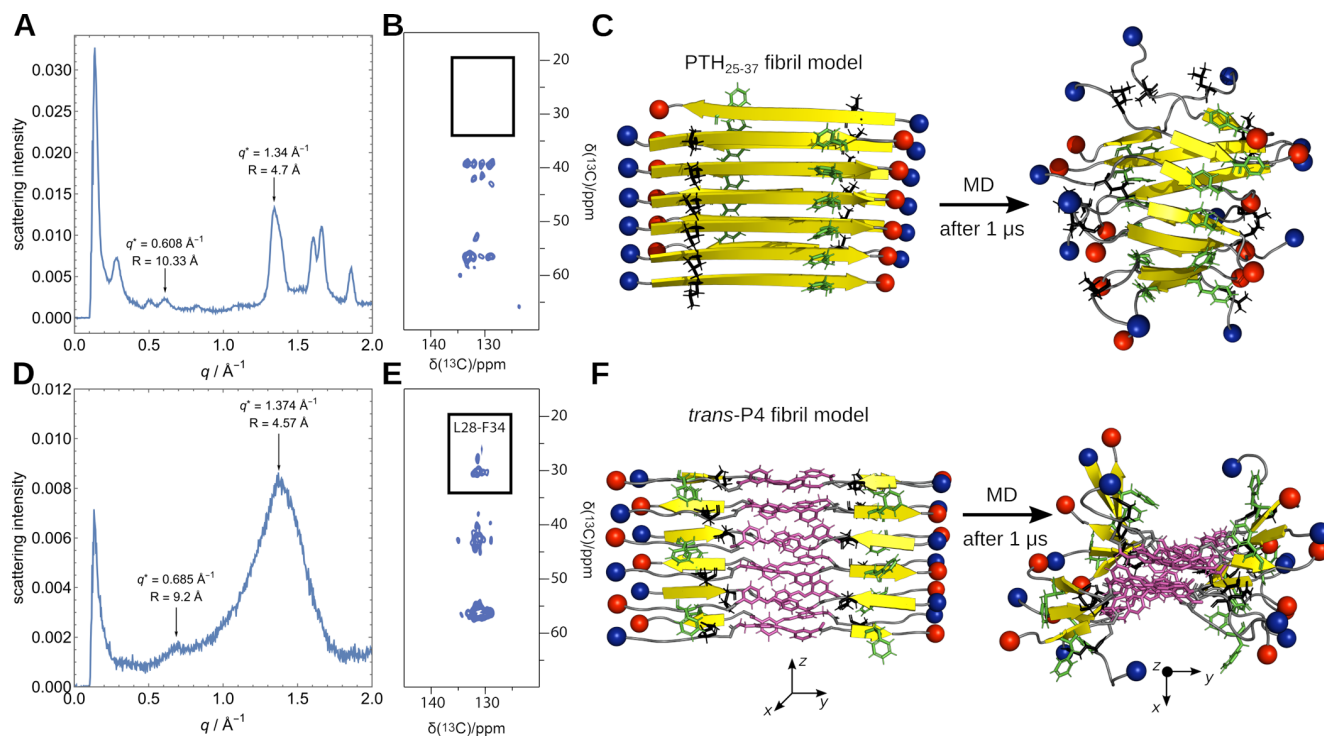 A
scattering intensity
0.030
0.025
0.020
0.015
0.010
0.005
0.000
q* = 0.608 Å⁻¹
R = 10.33 Å
q* = 1.34 Å⁻¹
R = 4.7 Å
0.0 0.5 1.0 1.5 2.0
q / Å⁻¹
B
20
30
40
50
60
δ(¹³C)/ppm
140 130
δ(¹³C)/ppm
C
PTH₂₅₋₃₇ fibril model
MD
after 1 μs
D
scattering intensity
0.012
0.010
0.008
0.006
0.004
0.002
0.000
q* = 1.374 Å⁻¹
R = 4.57 Å
q* = 0.685 Å⁻¹
R = 9.2 Å
0.0 0.5 1.0 1.5 2.0
q / Å⁻¹
E
L28-F34
20
30
40
50
60
δ(¹³C)/ppm
140 130
δ(¹³C)/ppm
F
trans-P4 fibril model
MD
after 1 μs
z
y
x
z
y
x